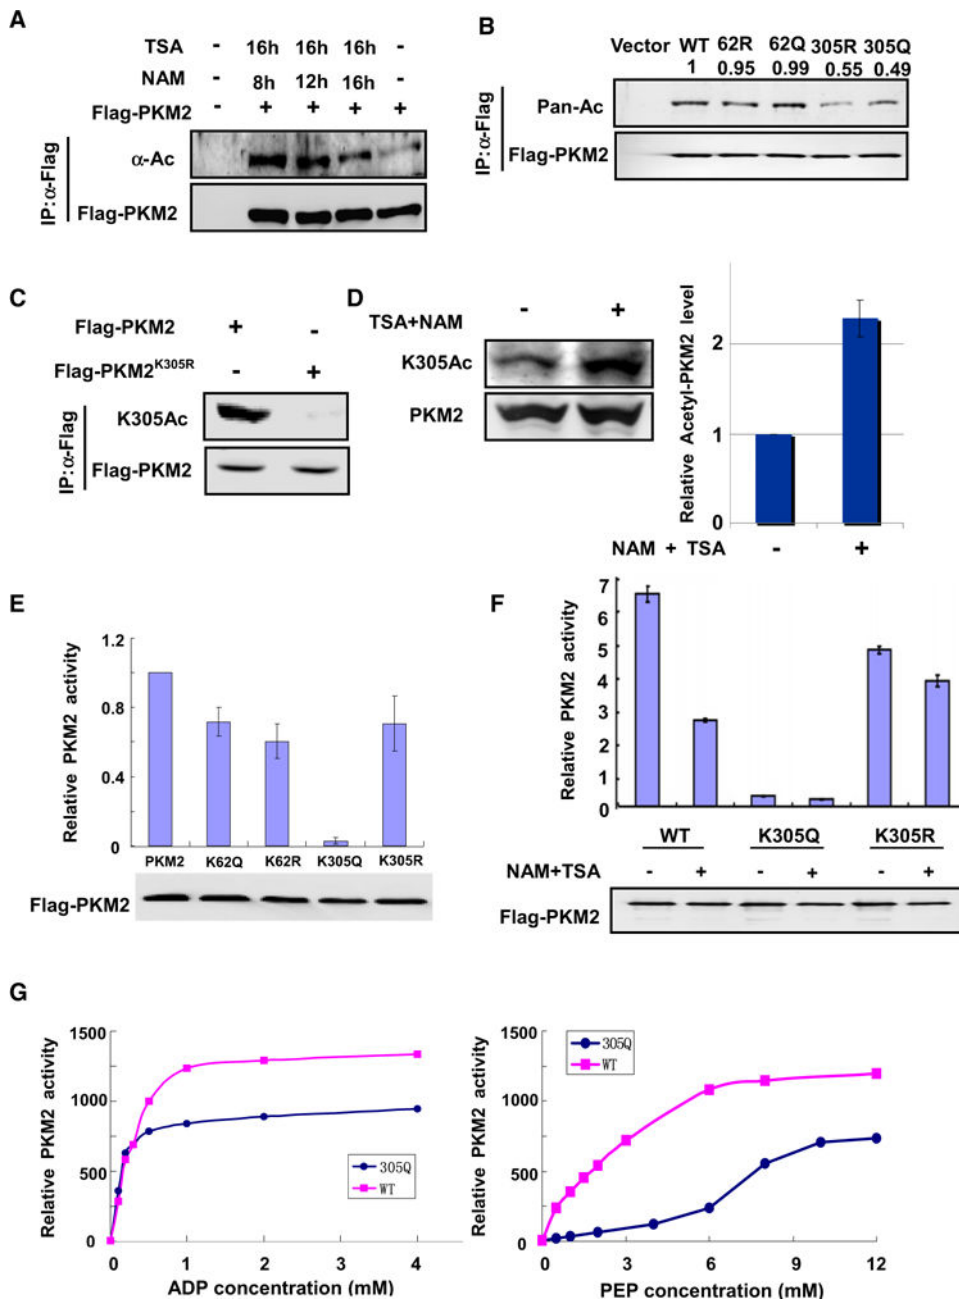 A
TSA - 16h 16h 16h -
NAM - 8h 12h 16h -
Flag-PKM2 - + + + +
IP:α-Flag
α-Ac
Flag-PKM2
B
Vector WT 62R 62Q 305R 305Q
1 0.95 0.99 0.55 0.49
IP:α-Flag
Pan-Ac
Flag-PKM2
C
Flag-PKM2 + -
Flag-PKM2K305R - +
IP:α-Flag
K305Ac
Flag-PKM2
D
TSA+NAM - +
K305Ac
PKM2
Relative Acetyl-PKM2 level
2
1
0
NAM + TSA - +
E
Relative PKM2 activity
1.2
0.8
0.4
0
PKM2 K62Q K62R K305Q K305R
Flag-PKM2
F
Relative PKM2 activity
7
6
5
4
3
2
1
0
WT K305Q K305R
NAM+TSA - + - + - +
Flag-PKM2
G
Relative PKM2 activity
1500
1000
500
0
305Q
WT
0 1 2 3 4
ADP concentration (mM)
Relative PKM2 activity
1500
1000
500
0
305Q
WT
0 3 6 9 12
PEP concentration (mM)